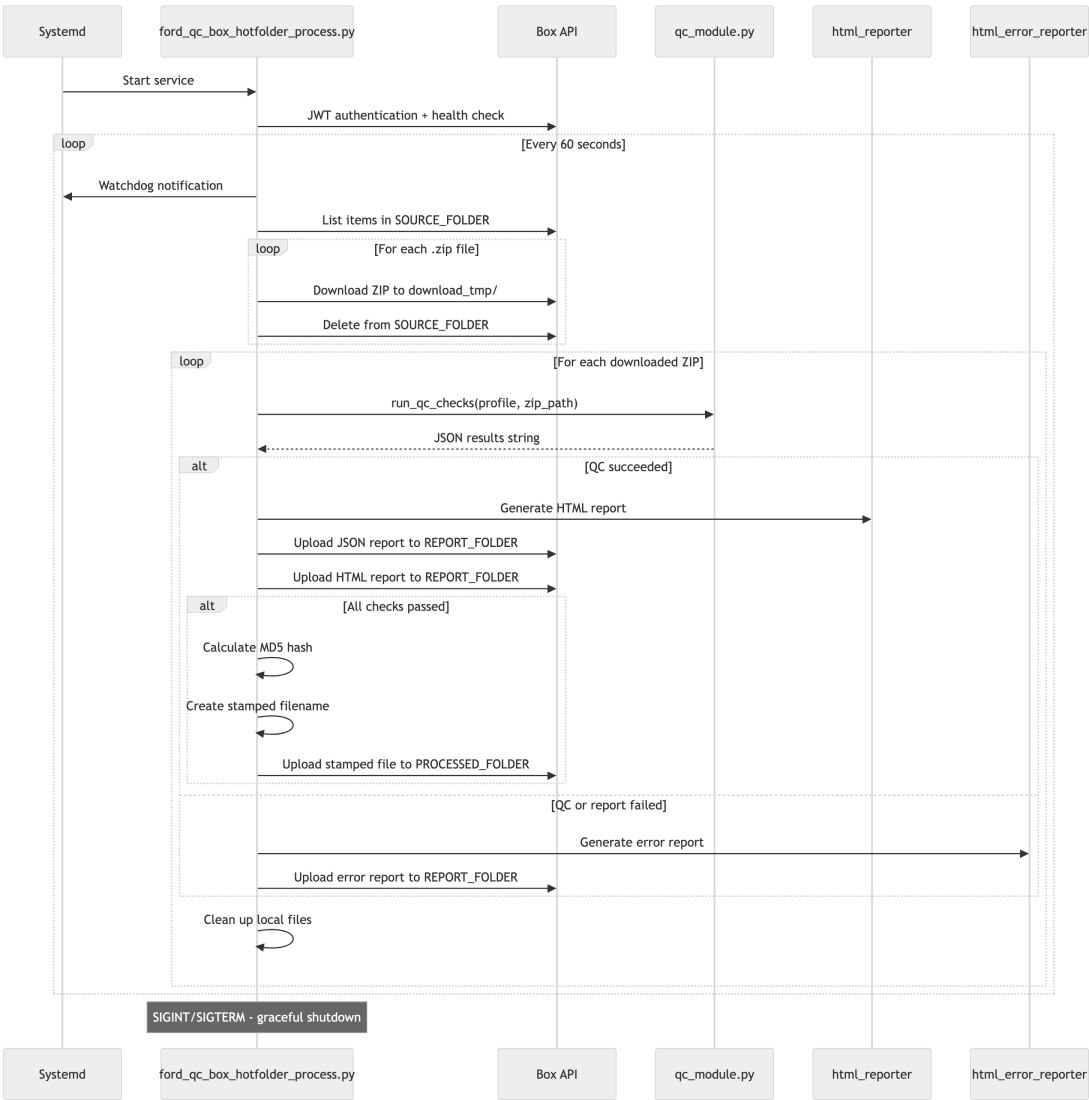 Systemd
ford_qc_box_hotfolder_process.py
Box API
qc_module.py
html_reporter
html_error_reporter
Start service
JWT authentication + health check
loop
[Every 60 seconds]
Watchdog notification
List items in SOURCE_FOLDER
loop
[For each .zip file]
Download ZIP to download_tmp/
Delete from SOURCE_FOLDER
loop
[For each downloaded ZIP]
run_qc_checks(profile, zip_path)
JSON results string
alt
[QC succeeded]
Generate HTML report
Upload JSON report to REPORT_FOLDER
Upload HTML report to REPORT_FOLDER
alt
[All checks passed]
Calculate MD5 hash
Create stamped filename
Upload stamped file to PROCESSED_FOLDER
[QC or report failed]
Generate error report
Upload error report to REPORT_FOLDER
Clean up local files
SIGINT/SIGTERM - graceful shutdown
Systemd
ford_qc_box_hotfolder_process.py
Box API
qc_module.py
html_reporter
html_error_reporter